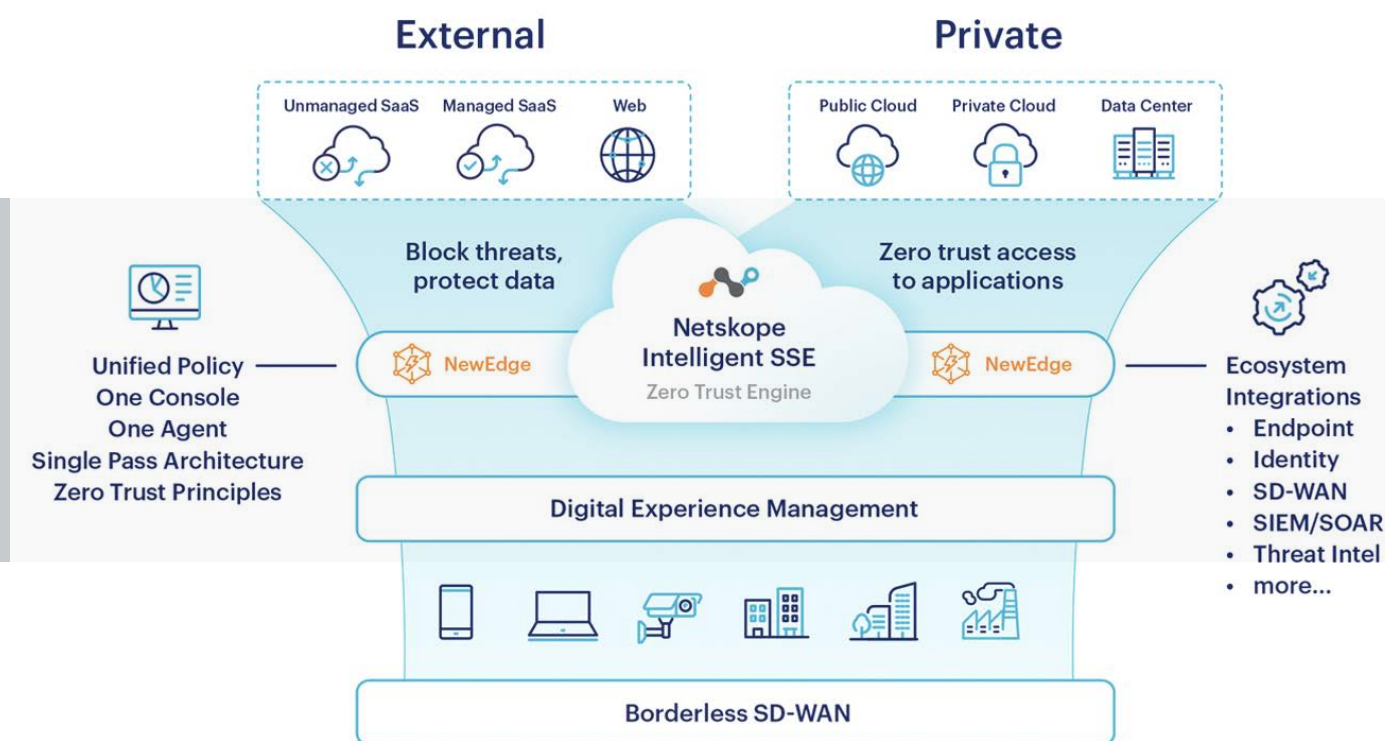 External
Private
Unmanaged SaaS
Managed SaaS
Web
Public Cloud
Private Cloud
Data Center
Block threats,
protect data
Zero trust access
to applications
Netskope
Intelligent SSE
Zero Trust Engine
NewEdge
NewEdge
Unified Policy
One Console
One Agent
Single Pass Architecture
Zero Trust Principles
Ecosystem
Integrations
• Endpoint
• Identity
• SD-WAN
• SIEM/SOAR
• Threat Intel
• more...
Digital Experience Management
Borderless SD-WAN